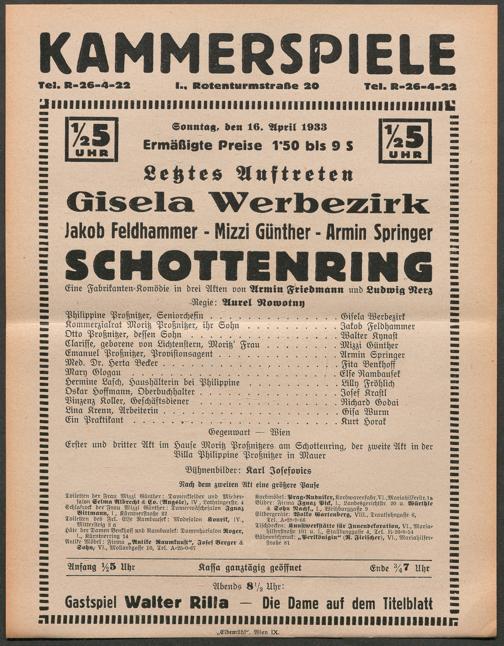 KAMMERSPIELE
Tel. R-26-4-22 I., Rotenturmstraße 20 Tel. R-26-4-22
½5 UHR
Sonntag, den 16. April 1933
½5 UHR
Ermäßigte Preise 1'50 bis 9 S
Letztes Auftreten
Gisela Werbezirk
Jakob Feldhammer - Mizzi Günther - Armin Springer
SCHOTTENRING
Eine Fabrikanten-Komödie in drei Akten von Armin Friedmann und Ludwig Nerz
Regie: Aurel Nowotny
Philippine Proßnitzer, Seniorchefin . . . Gisela Werbezirk
Kommerzialrat Moritz Proßnitzer, ihr Sohn . . . Jakob Feldhammer
Otto Proßnitzer, dessen Sohn . . . Walter Kynast
Clarisse, geborene von Lichtenstern, Moritz' Frau . . . Mizzi Günther
Emanuel Proßnitzer, Provisionsagent . . . Armin Springer
Med. Dr. Herta Becker . . . Fita Benkhoff
Mary Glogau . . . Else Rambausek
Hermine Lasch, Haushälterin bei Philippine . . . Lilly Fröhlich
Oskar Hoffmann, Oberbuchhalter . . . Josef Krastl
Vinzenz Koller, Geschäftsdiener . . . Richard Godai
Lina Krenn, Arbeiterin . . . Gisa Wurm
Ein Praktikant . . . Kurt Horak
Gegenwart — Wien
Erster und dritter Akt im Hause Moritz Proßnitzers am Schottenring, der zweite Akt in der
Villa Philippine Proßnitzer in Mauer
Bühnenbilder: Karl Josefovics
Nach dem zweiten Akt eine größere Pause
Anfang ½5 Uhr Kassa ganztägig geöffnet Ende ¾7 Uhr
Abends 8½ Uhr:
Gastspiel Walter Rilla — Die Dame auf dem Titelblatt
„Elbemühl", Wien IX.